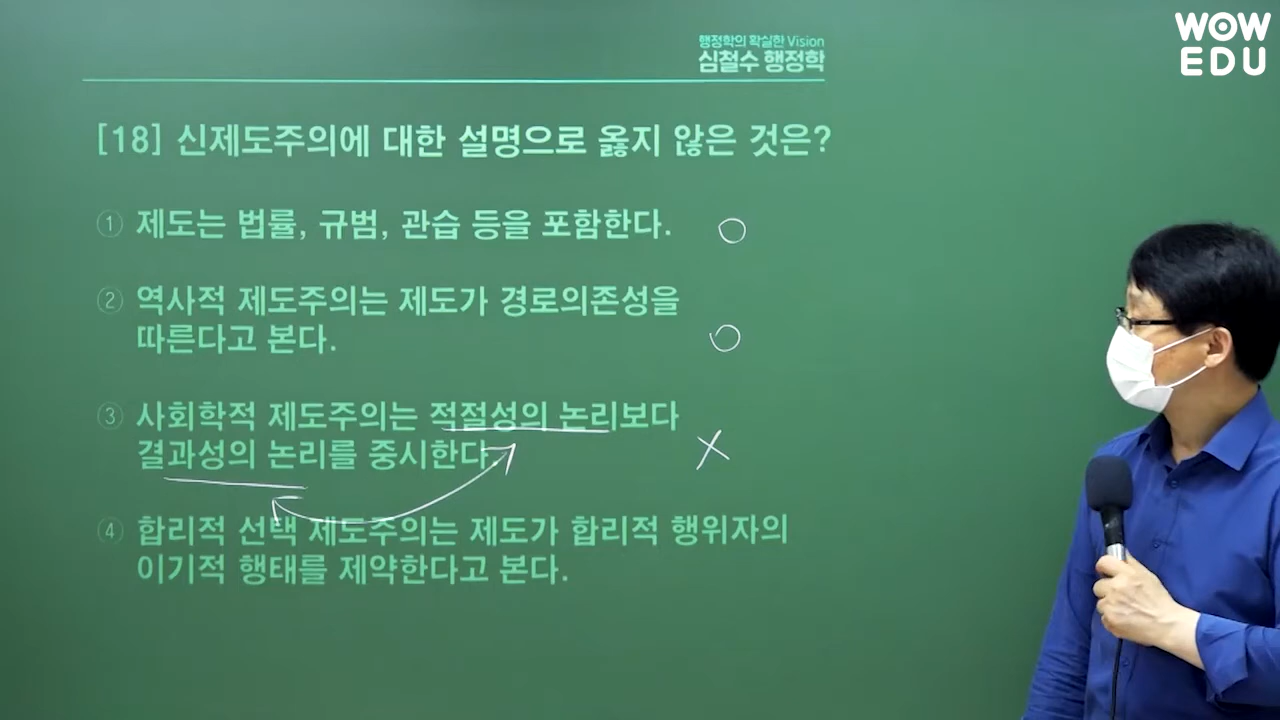 WOW
EDU
행정학의 확실한 Vision
심철수 행정학
[18] 신제도주의에 대한 설명으로 옳지 않은 것은?
① 제도는 법률, 규범, 관습 등을 포함한다.
② 역사적 제도주의는 제도가 경로의존성을
따른다고 본다.
③ 사회학적 제도주의는 적절성의 논리보다
결과성의 논리를 중시한다.
④ 합리적 선택 제도주의는 제도가 합리적 행위자의
이기적 행태를 제약한다고 본다.